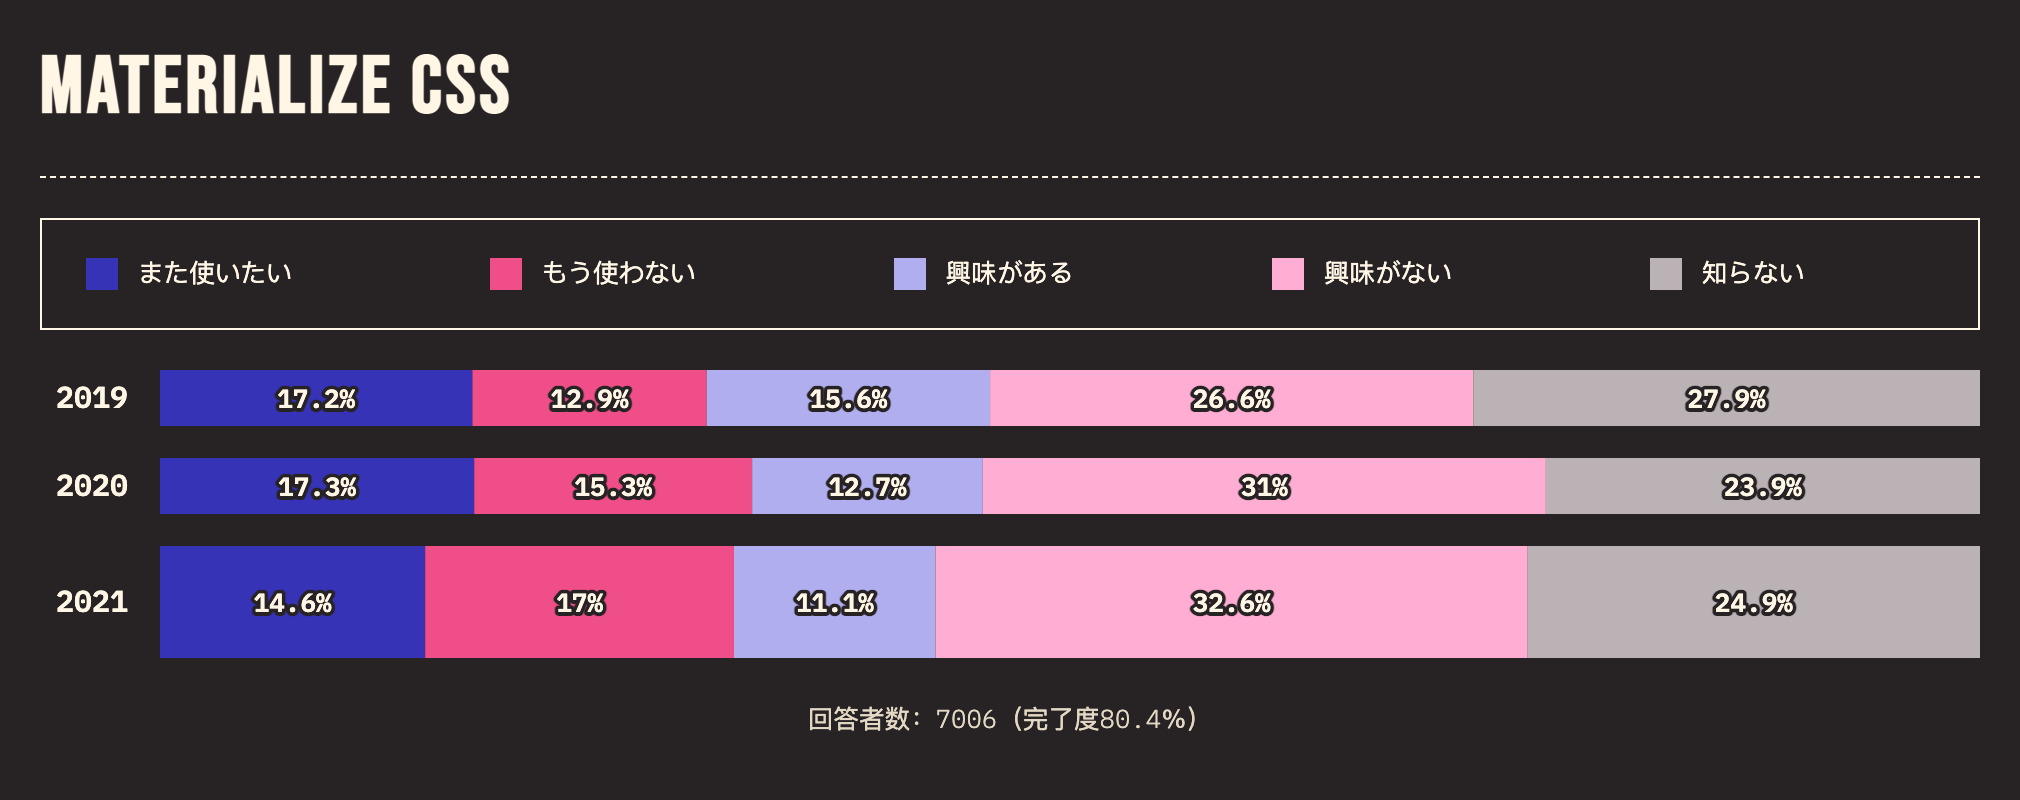 MATERIALIZE CSS
また使いたい もう使わない 興味がある 興味がない 知らない
2019 17.2% 12.9% 15.6% 26.6% 27.9%
2020 17.3% 15.3% 12.7% 31% 23.9%
2021 14.6% 17% 11.1% 32.6% 24.9%
回答者数: 7006 (完了度80.4%)